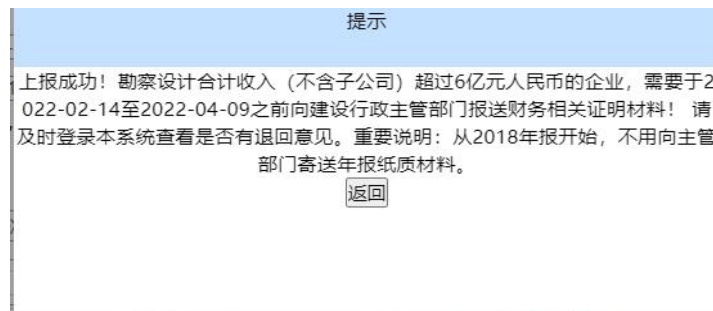 提示
上报成功！勘察设计合计收入（不含子公司）超过6亿元人民币的企业，需要于2
022-02-14至2022-04-09之前向建设行政主管部门报送财务相关证明材料！ 请
及时登录本系统查看是否有退回意见。重要说明：从2018年报开始，不用向主管
部门寄送年报纸质材料。
返回